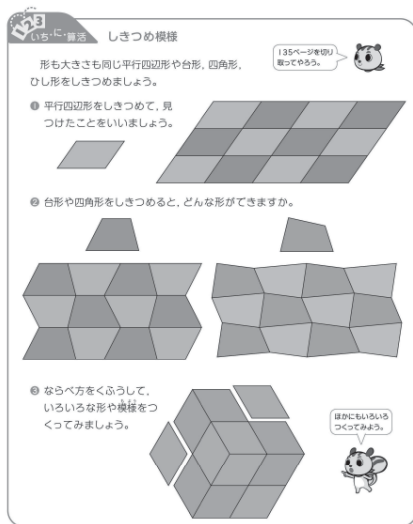 123
いち・に・算活
しきつめ模様
形も大きさも同じ平行四辺形や台形，四角形，
ひし形をしきつめましょう。
135ページを切り
取ってやろう。
❶ 平行四辺形をしきつめて，見
つけたことをいいましょう。
❷ 台形や四角形をしきつめると，どんな形ができますか。
❸ ならべ方をくふうして，
いろいろな形や模様をつ
くってみましょう。
ほかにもいろいろ
つくってみよう。